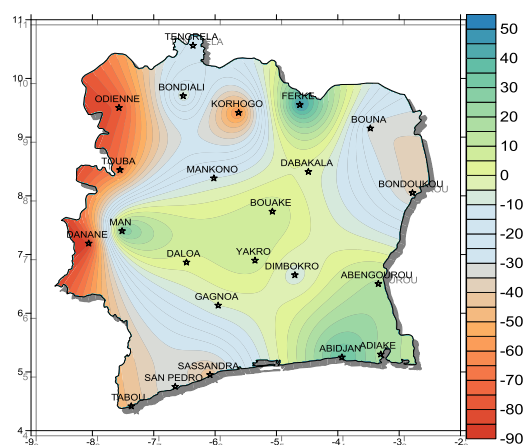 11
50
TENGRELA
40
10
BONDIALI
ODIENNE
FERKE
KORHOGO
30
BOUNA
20
9
TOUBA
DABAKALA
10
MANKONO
BONDOUKOU
0
8
BOUAKE
-10
MAN
DANANE
-20
YAKRO
DALOA
-30
7
DIMBOKRO
ABENGOUROU
-40
GAGNOA
-50
6
-60
ABIDJAN
ADIAKE
-70
5
SASSANDRA
SAN PEDRO
TABOU
-80
4
-90
-9
-8
-7
-6
-5
-4
-3
-2